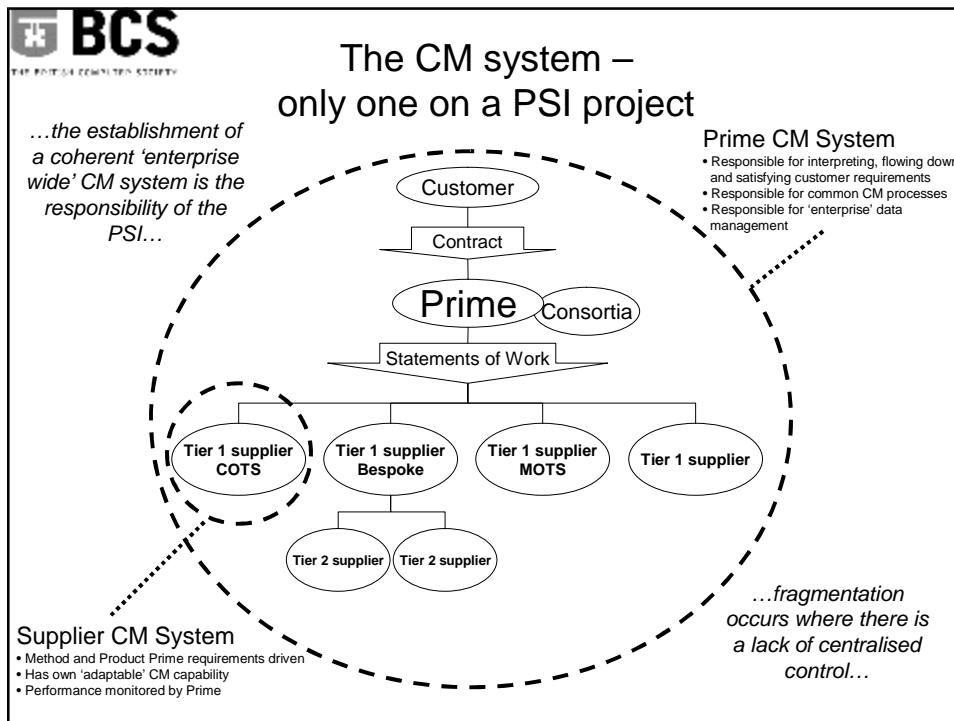 BCS
THE BRITISH COMPUTER SOCIETY
The CM system –
only one on a PSI project
…the establishment of
a coherent ‘enterprise
wide’ CM system is the
responsibility of the
PSI…
Prime CM System
• Responsible for interpreting, flowing down
and satisfying customer requirements
• Responsible for common CM processes
• Responsible for ‘enterprise’ data
management
Customer
Contract
Prime
Consortia
Statements of Work
Tier 1 supplier
COTS
Tier 1 supplier
Bespoke
Tier 1 supplier
MOTS
Tier 1 supplier
Tier 2 supplier
Tier 2 supplier
Supplier CM System
• Method and Product Prime requirements driven
• Has own ‘adaptable’ CM capability
• Performance monitored by Prime
…fragmentation
occurs where there is
a lack of centralised
control…